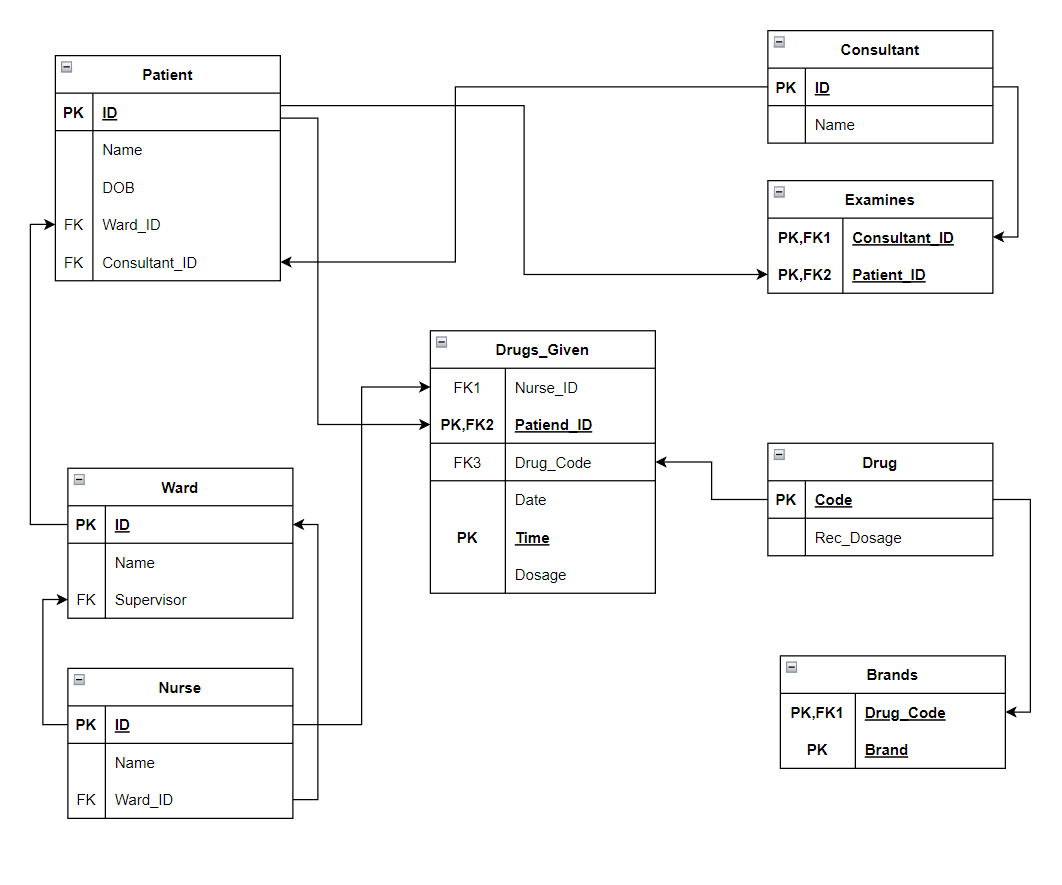 Patient
PK ID
Name
DOB
FK Ward_ID
FK Consultant_ID
Consultant
PK ID
Name
Examines
PK,FK1 Consultant_ID
PK,FK2 Patient_ID
Drugs_Given
FK1 Nurse_ID
PK,FK2 Patiend_ID
FK3 Drug_Code
Date
PK Time
Dosage
Ward
PK ID
Name
FK Supervisor
Drug
PK Code
Rec_Dosage
Nurse
PK ID
Name
FK Ward_ID
Brands
PK,FK1 Drug_Code
PK Brand